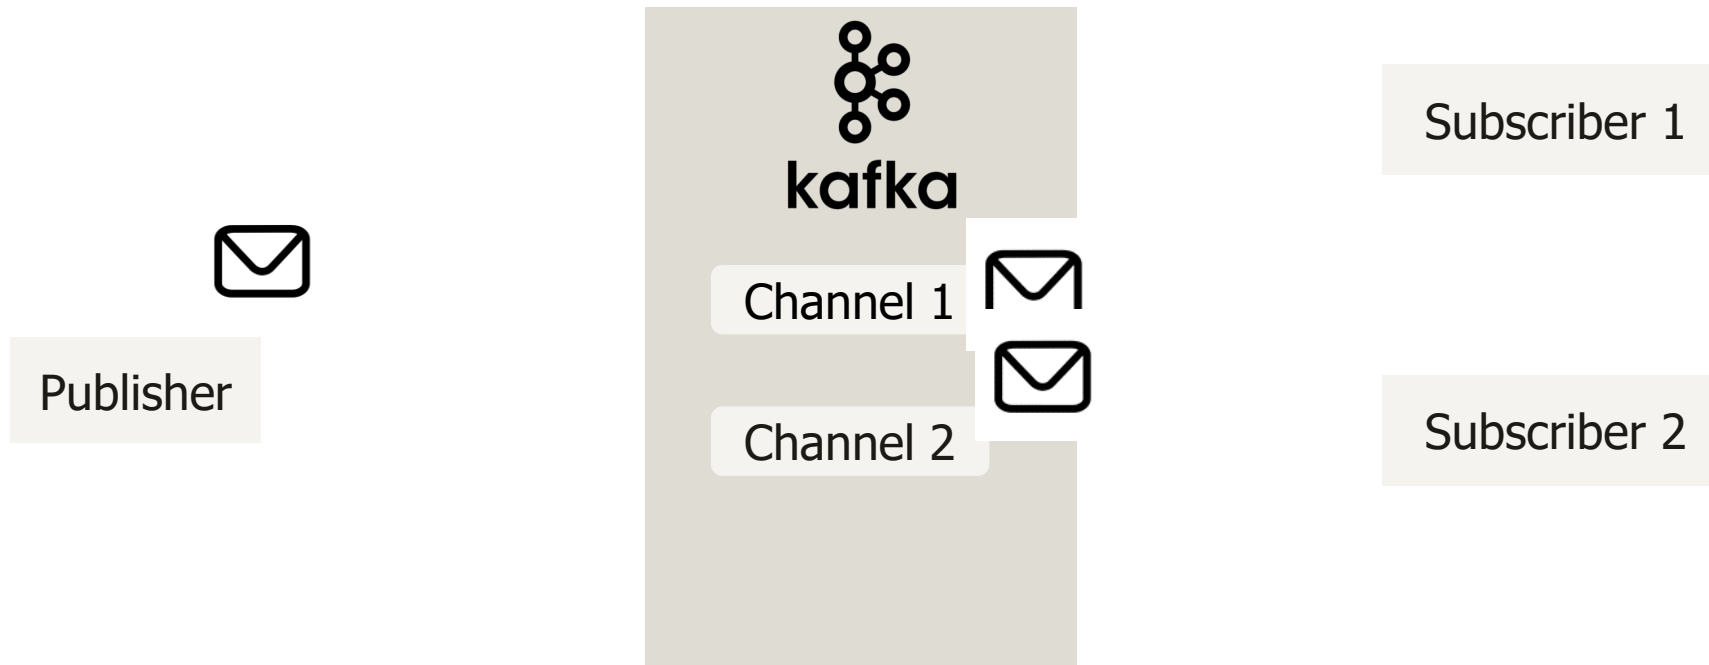 kafka
Subscriber 1
Channel 1
Publisher
Channel 2
Subscriber 2